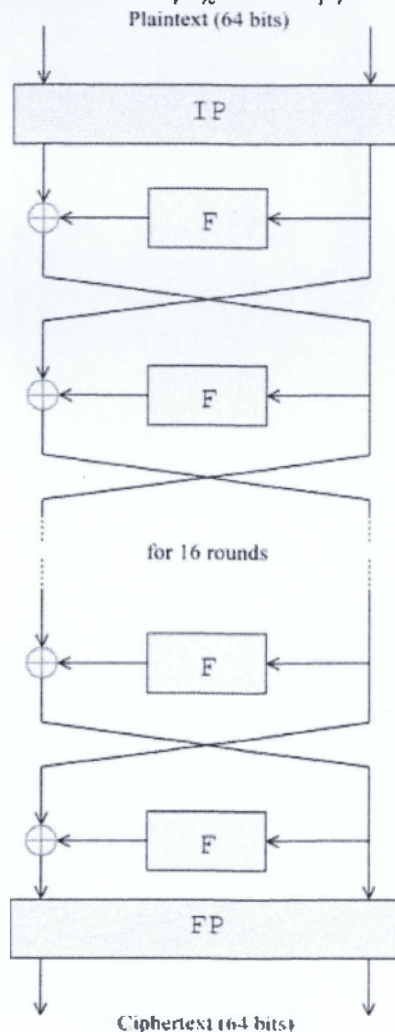 Plaintext (64 bits)
IP
F
F
for 16 rounds
F
F
FP
Ciphertext (64 bits)